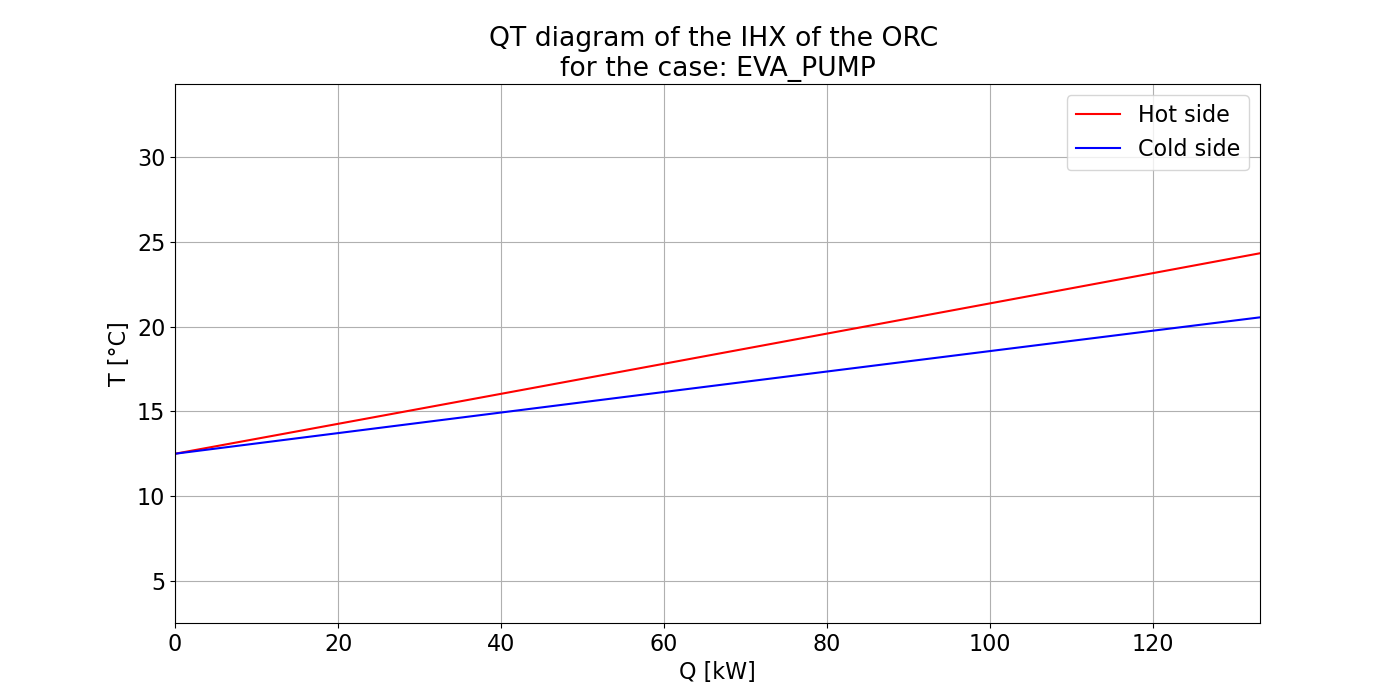 QT diagram of the IHX of the ORC
for the case: EVA_PUMP
Hot side
Cold side
30
25
20
15
10
5
T [°C]
0
20
40
60
80
100
120
Q [kW]